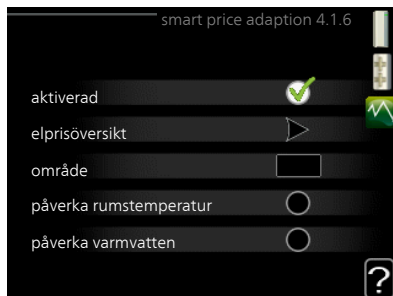 smart price adaption 4.1.6
aktiverad
elprisöversikt
område
påverka rumstemperatur
påverka varmvatten
?